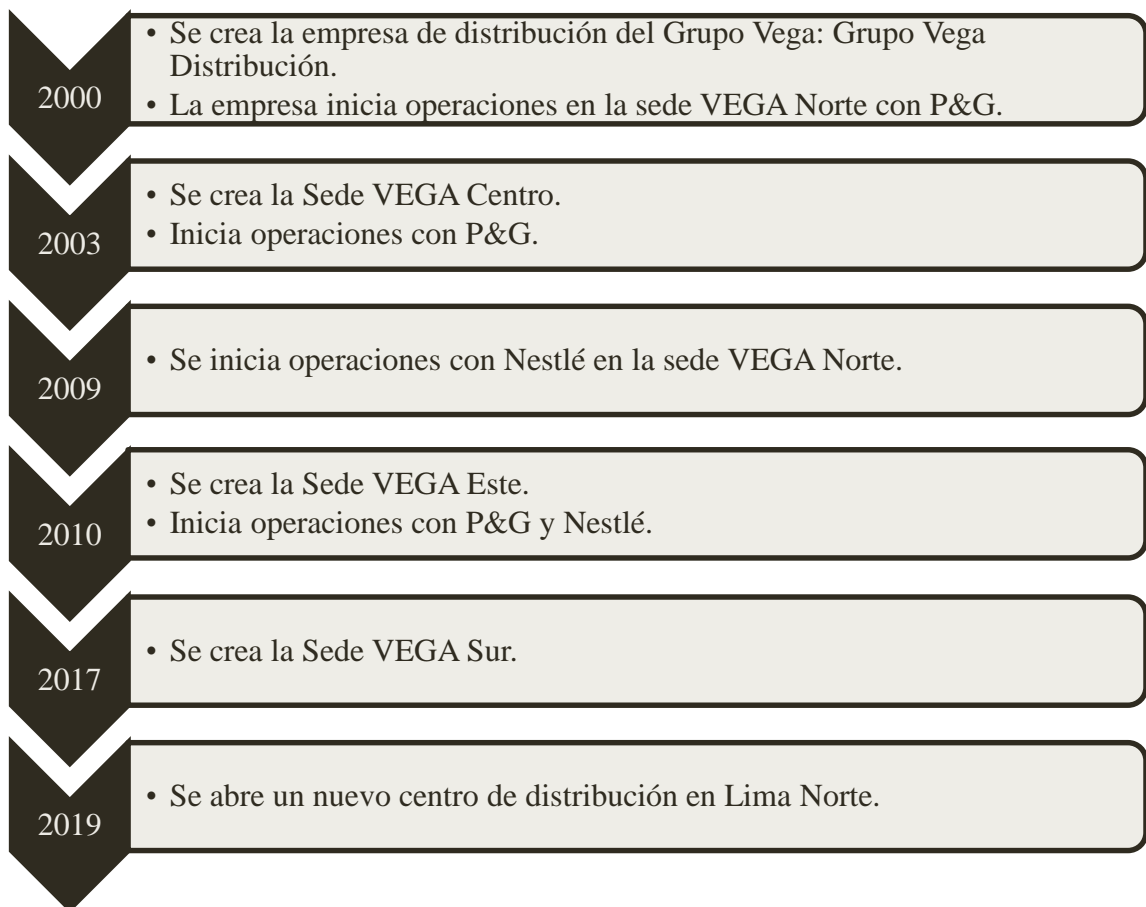 2000
• Se crea la empresa de distribución del Grupo Vega: Grupo Vega
Distribución.
• La empresa inicia operaciones en la sede VEGA Norte con P&G.
2003
• Se crea la Sede VEGA Centro.
• Inicia operaciones con P&G.
2009
• Se inicia operaciones con Nestlé en la sede VEGA Norte.
2010
• Se crea la Sede VEGA Este.
• Inicia operaciones con P&G y Nestlé.
2017
• Se crea la Sede VEGA Sur.
2019
• Se abre un nuevo centro de distribución en Lima Norte.